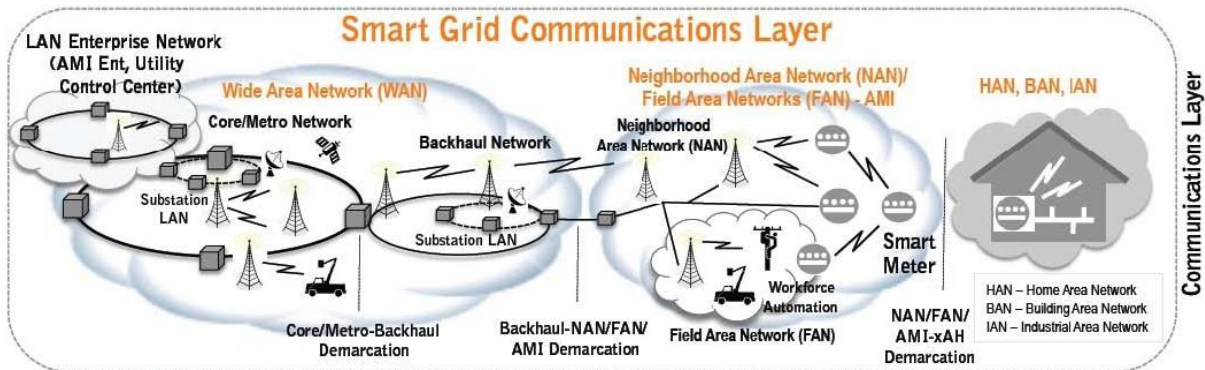 Smart Grid Communications Layer
LAN Enterprise Network
(AMI Ent, Utility
Control Center)
Wide Area Network (WAN)
Core/Metro Network
Substation
LAN
Backhaul Network
Substation LAN
Core/Metro-Backhaul
Demarcation
Backhaul-NAN/FAN/
AMI Demarcation
Neighborhood Area Network (NAN)/
Field Area Networks (FAN) - AMI
Neighborhood
Area Network (NAN)
Workforce
Automation
Field Area Network (FAN)
Smart
Meter
NAN/FAN/
AMI-xAH
Demarcation
HAN, BAN, IAN
HAN – Home Area Network
BAN – Building Area Network
IAN – Industrial Area Network
Communications Layer